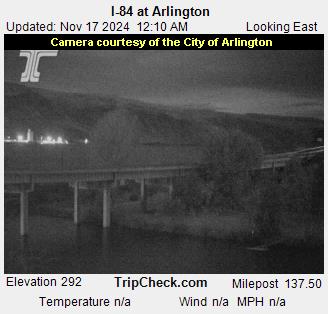 I-84 at Arlington
Updated: Nov 17 2024 12:10 AM Looking East
Camera courtesy of the City of Arlington
Elevation 292 TripCheck.com Milepost 137.50
Temperature n/a Wind n/a MPH n/a